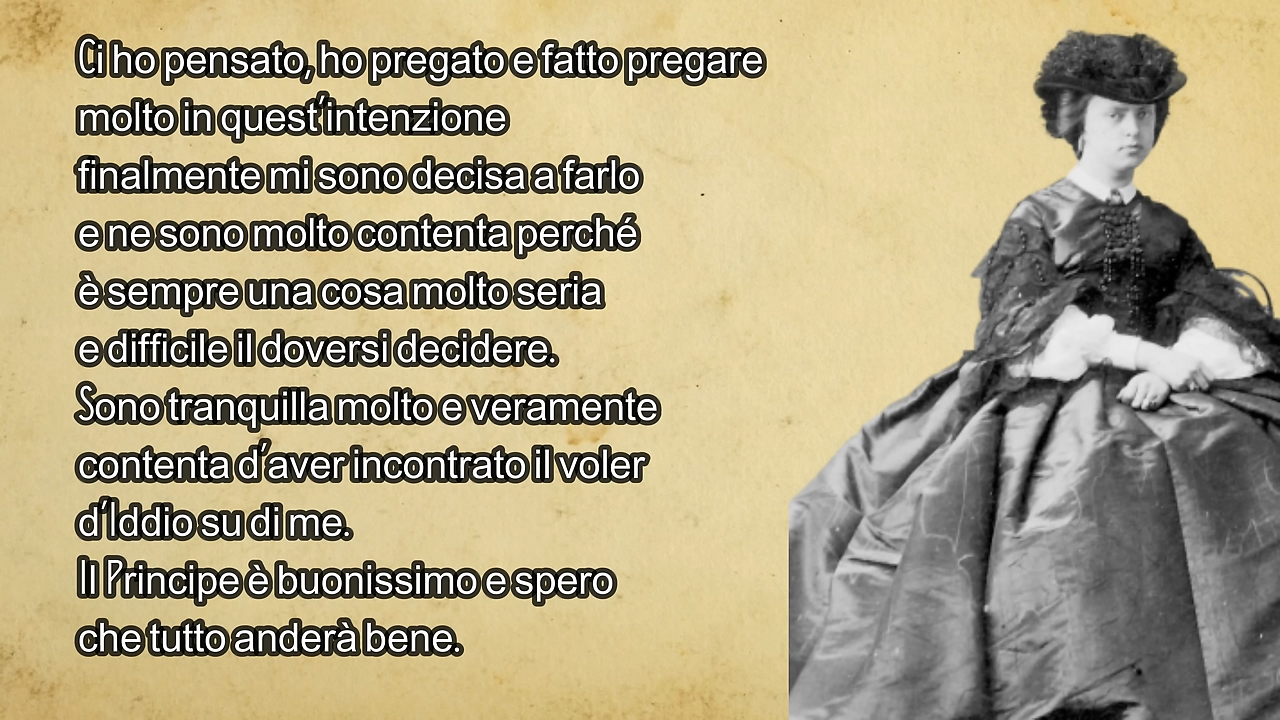 Ci ho pensato, ho pregato e fatto pregare
molto in quest'intenzione
finalmente mi sono decisa a farlo
e ne sono molto contenta perché
è sempre una cosa molto seria
e difficile il doversi decidere.
Sono tranquilla molto e veramente
contenta d'aver incontrato il voler
d'Iddio su di me.
Il Principe è buonissimo e spero
che tutto anderà bene.